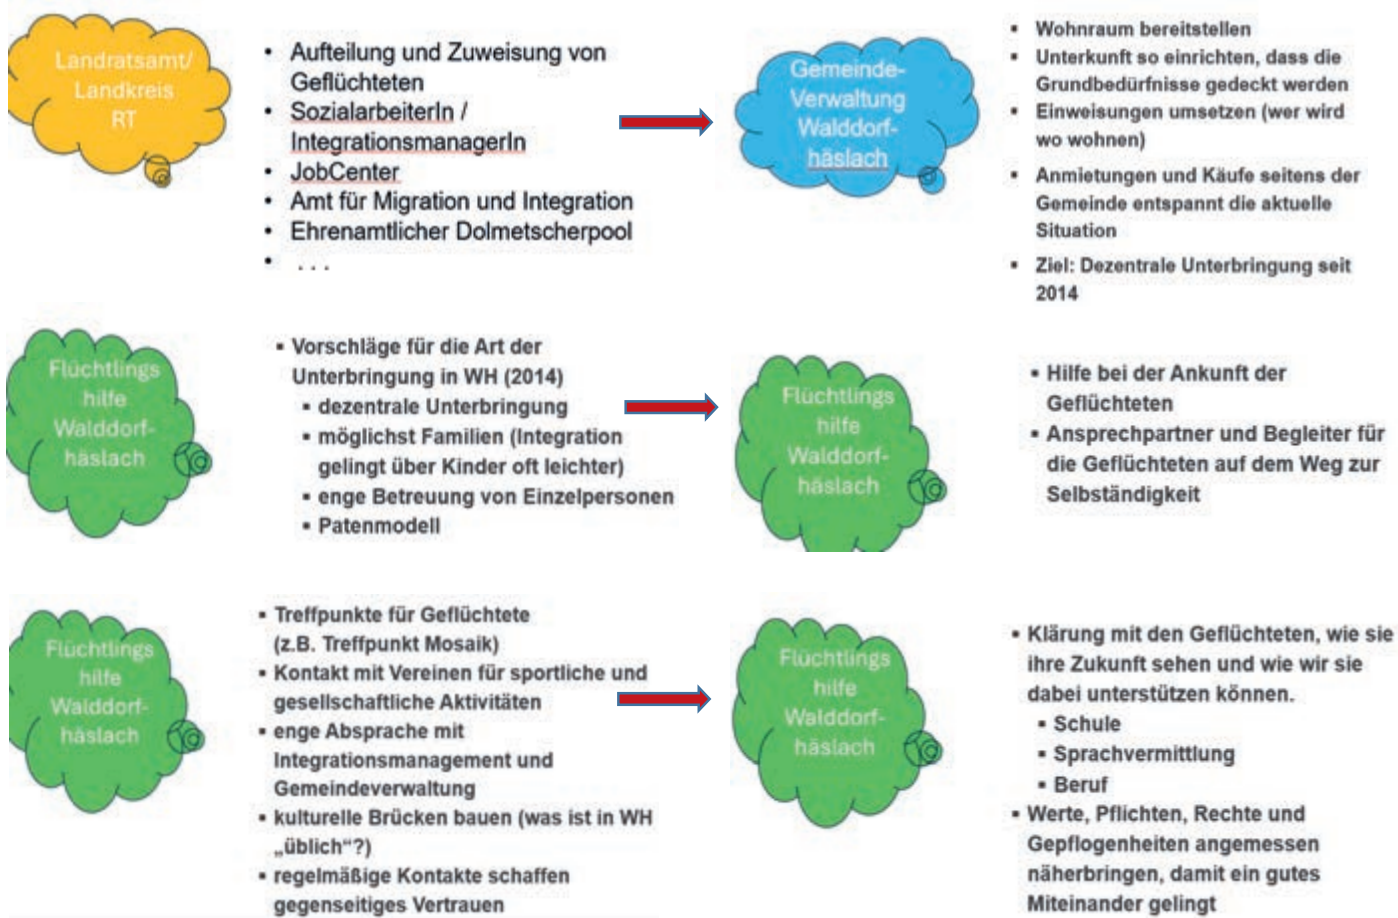 Landratsamt/
Landkreis
RT
• Aufteilung und Zuweisung von
Geflüchteten
• SozialarbeiterIn /
IntegrationsmanagerIn
• JobCenter
• Amt für Migration und Integration
• Ehrenamtlicher Dolmetscherpool
• . . .
Gemeinde-
Verwaltung
Walddorf-
häslach
▪ Wohnraum bereitstellen
▪ Unterkunft so einrichten, dass die
Grundbedürfnisse gedeckt werden
▪ Einweisungen umsetzen (wer wird
wo wohnen)
▪ Anmietungen und Käufe seitens der
Gemeinde entspannt die aktuelle
Situation
▪ Ziel: Dezentrale Unterbringung seit
2014
Flüchtlings
hilfe
Walddorf-
häslach
▪ Vorschläge für die Art der
Unterbringung in WH (2014)
▪ dezentrale Unterbringung
▪ möglichst Familien (Integration
gelingt über Kinder oft leichter)
▪ enge Betreuung von Einzelpersonen
▪ Patenmodell
Flüchtlings
hilfe
Walddorf-
häslach
▪ Hilfe bei der Ankunft der
Geflüchteten
▪ Ansprechpartner und Begleiter für
die Geflüchteten auf dem Weg zur
Selbständigkeit
Flüchtlings
hilfe
Walddorf-
häslach
▪ Treffpunkte für Geflüchtete
(z.B. Treffpunkt Mosaik)
▪ Kontakt mit Vereinen für sportliche und
gesellschaftliche Aktivitäten
▪ enge Absprache mit
Integrationsmanagement und
Gemeindeverwaltung
▪ kulturelle Brücken bauen (was ist in WH
„üblich“?)
▪ regelmäßige Kontakte schaffen
gegenseitiges Vertrauen
Flüchtlings
hilfe
Walddorf-
häslach
▪ Klärung mit den Geflüchteten, wie sie
ihre Zukunft sehen und wie wir sie
dabei unterstützen können.
▪ Schule
▪ Sprachvermittlung
▪ Beruf
▪ Werte, Pflichten, Rechte und
Gepflogenheiten angemessen
näherbringen, damit ein gutes
Miteinander gelingt